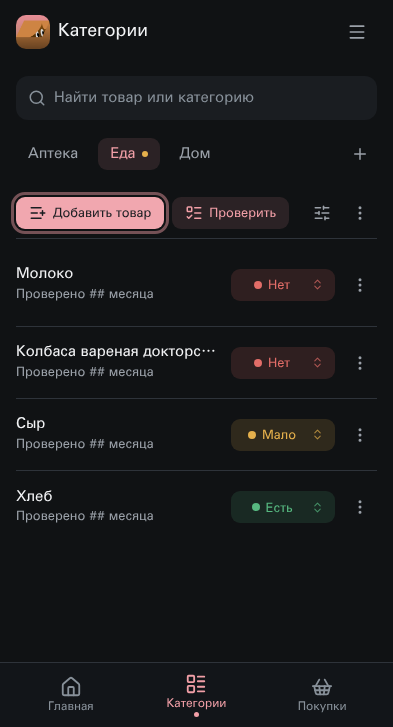 Категории
Найти товар или категорию
Аптека
Еда
Дом
Добавить товар
Проверить
Молоко
Проверено ## месяца
Нет
Колбаса вареная докторс···
Проверено ## месяца
Нет
Сыр
Проверено ## месяца
Мало
Хлеб
Проверено ## месяца
Есть
Главная
Категории
Покупки